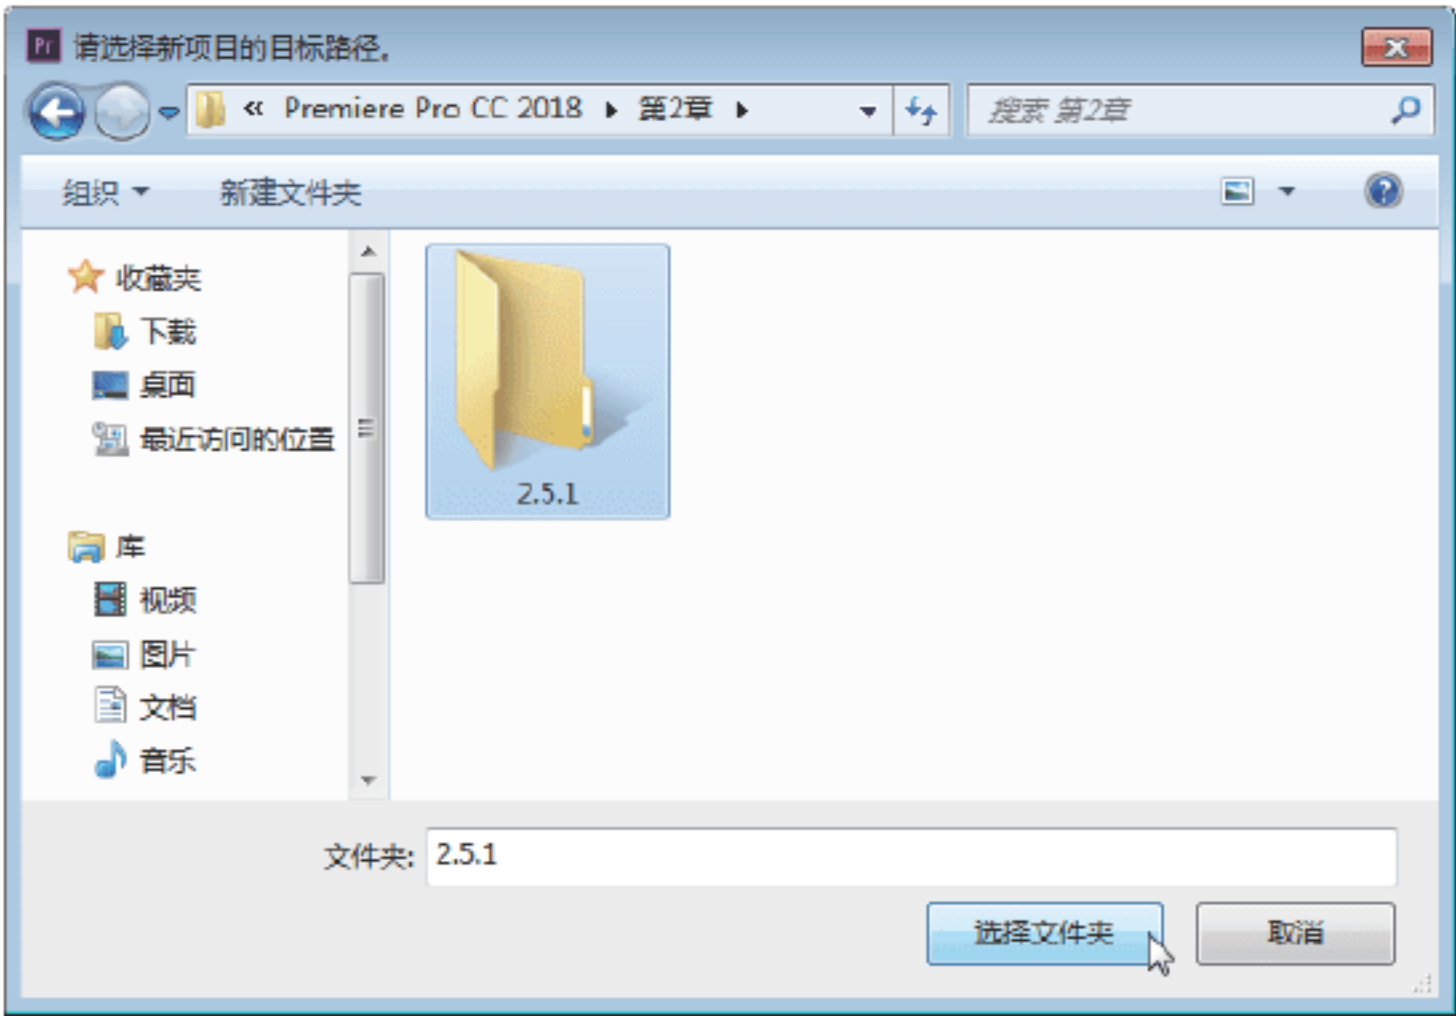 Pr 请选择新项目的目标路径。
« Premiere Pro CC 2018 ▸ 第2章 ▸
搜索 第2章
组织 新建文件夹
收藏夹
下载
桌面
最近访问的位置
库
视频
图片
文档
音乐
2.5.1
文件夹: 2.5.1
选择文件夹 取消